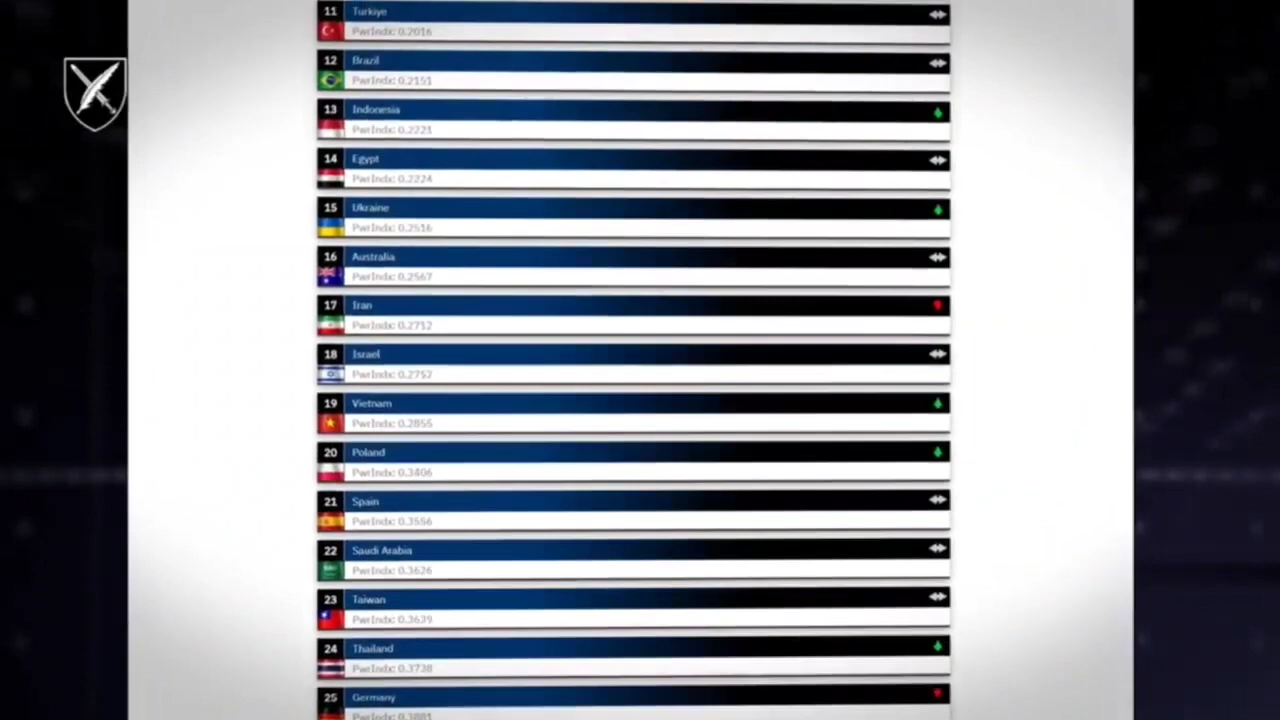 11 Turkiye
PwrIndx: 0.2016
12 Brazil
PwrIndx: 0.2151
13 Indonesia
PwrIndx: 0.2221
14 Egypt
PwrIndx: 0.2224
15 Ukraine
PwrIndx: 0.2516
16 Australia
PwrIndx: 0.2567
17 Iran
PwrIndx: 0.2712
18 Israel
PwrIndx: 0.2757
19 Vietnam
PwrIndx: 0.2855
20 Poland
PwrIndx: 0.3406
21 Spain
PwrIndx: 0.3556
22 Saudi Arabia
PwrIndx: 0.3626
23 Taiwan
PwrIndx: 0.3639
24 Thailand
PwrIndx: 0.3738
25 Germany
PwrIndx: 0.3881